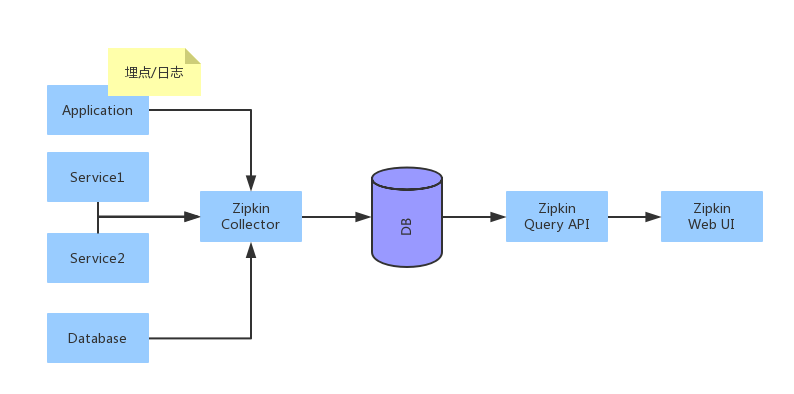 埋点/日志
Application
Service1
Service2
Database
Zipkin
Collector
DB
Zipkin
Query API
Zipkin
Web UI